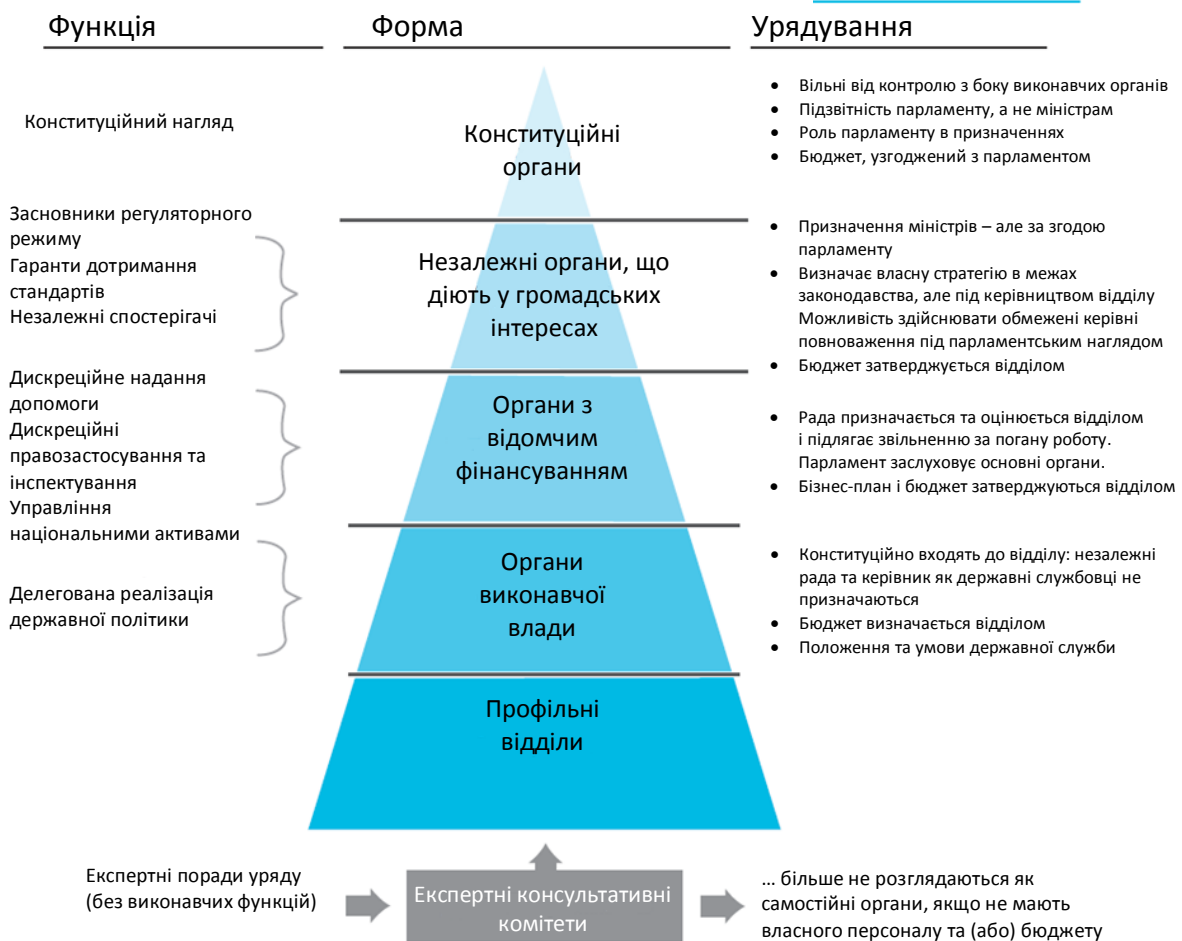 Функція
Форма
Урядування
Конституційний нагляд
Конституційні
органи
• Вільні від контролю з боку виконавчих органів
• Підзвітність парламенту, а не міністрам
• Роль парламенту в призначеннях
• Бюджет, узгоджений з парламентом
Засновники регуляторного
режиму
Гаранти дотримання
стандартів
Незалежні спостерігачі
Незалежні органи, що
діють у громадських
інтересах
• Призначення міністрів – але за згодою
парламенту
• Визначає власну стратегію в межах
законодавства, але під керівництвом відділу
Можливість здійснювати обмежені керівні
повноваження під парламентським наглядом
• Бюджет затверджується відділом
Дискреційне надання
допомоги
Дискреційні
правозастосування та
інспектування
Управління
національними активами
Органи з
відомчим
фінансуванням
• Рада призначається та оцінюється відділом
і підлягає звільненню за погану роботу.
Парламент заслуховує основні органи.
• Бізнес-план і бюджет затверджуються відділом
Делегована реалізація
державної політики
Органи
виконавчої
влади
• Конституційно входять до відділу: незалежні
рада та керівник як державні службовці не
призначаються
• Бюджет визначається відділом
• Положення та умови державної служби
Профільні
відділи
Експертні поради уряду
(без виконавчих функцій)
Експертні консультативні
комітети
... більше не розглядаються як
самостійні органи, якщо не мають
власного персоналу та (або) бюджету